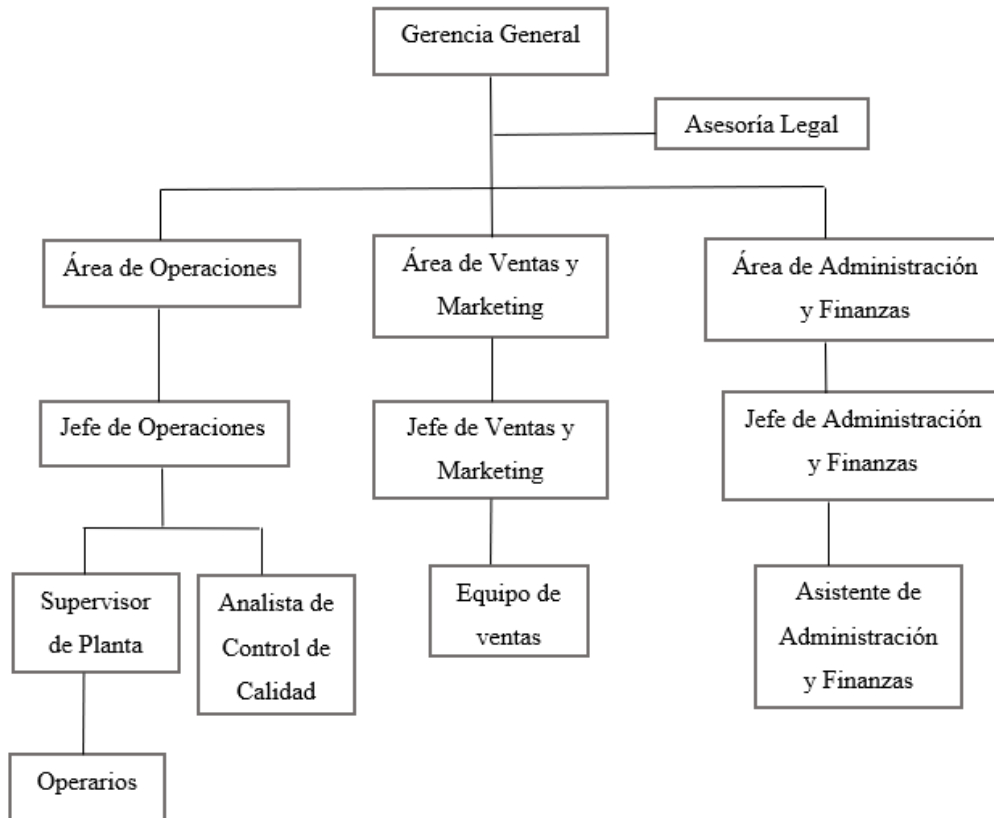 Gerencia General
Asesoría Legal
Área de Operaciones
Área de Ventas y
Marketing
Área de Administración
y Finanzas
Jefe de Operaciones
Jefe de Ventas y
Marketing
Jefe de Administración
y Finanzas
Supervisor
de Planta
Analista de
Control de
Calidad
Equipo de
ventas
Asistente de
Administración
y Finanzas
Operarios